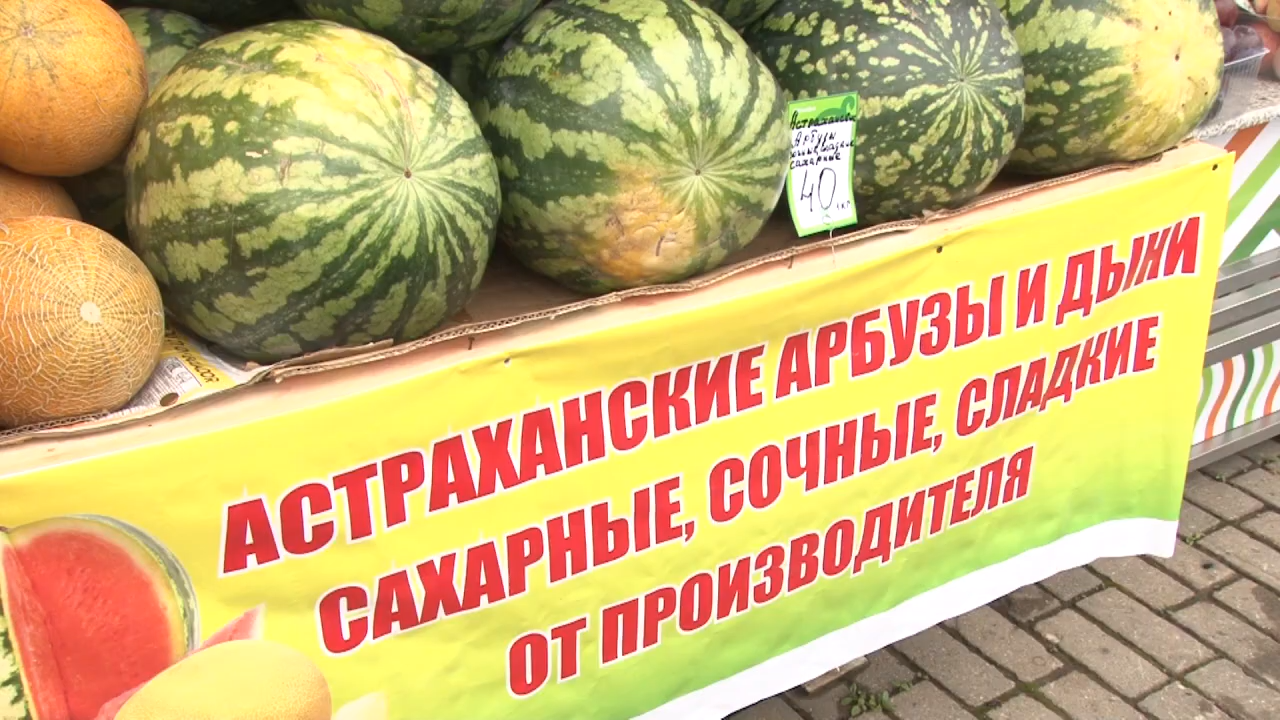 Астраханские
Арбузы
сахарные
40
АСТРАХАНСКИЕ АРБУЗЫ И ДЫНИ
САХАРНЫЕ, СОЧНЫЕ, СЛАДКИЕ
ОТ ПРОИЗВОДИТЕЛЯ